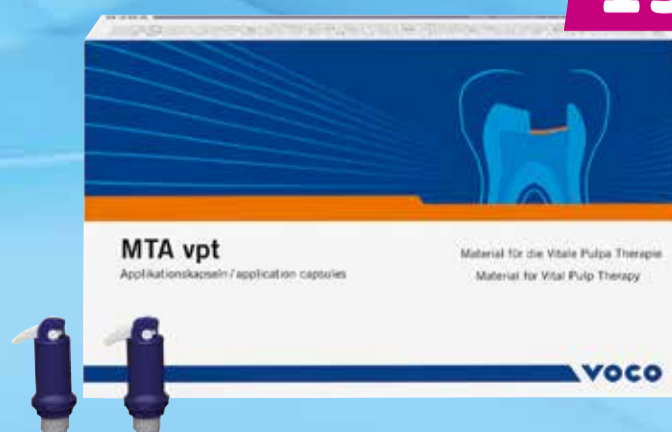 MTA vpt
Applikationskapseln / application capsules
Material für die Vitale Pulpa Therapie
Material for Vital Pulp Therapy
VOCO